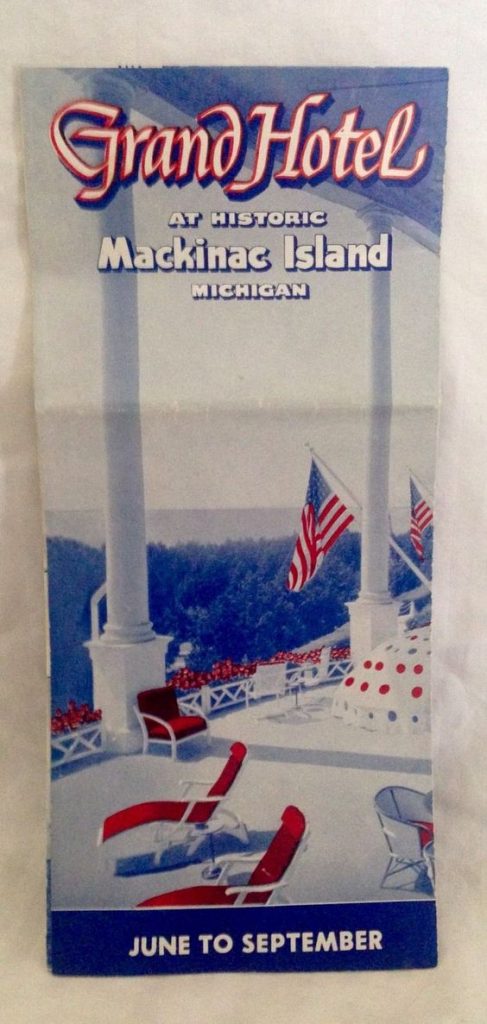 Grand Hotel
AT HISTORIC
Mackinac Island
MICHIGAN
JUNE TO SEPTEMBER